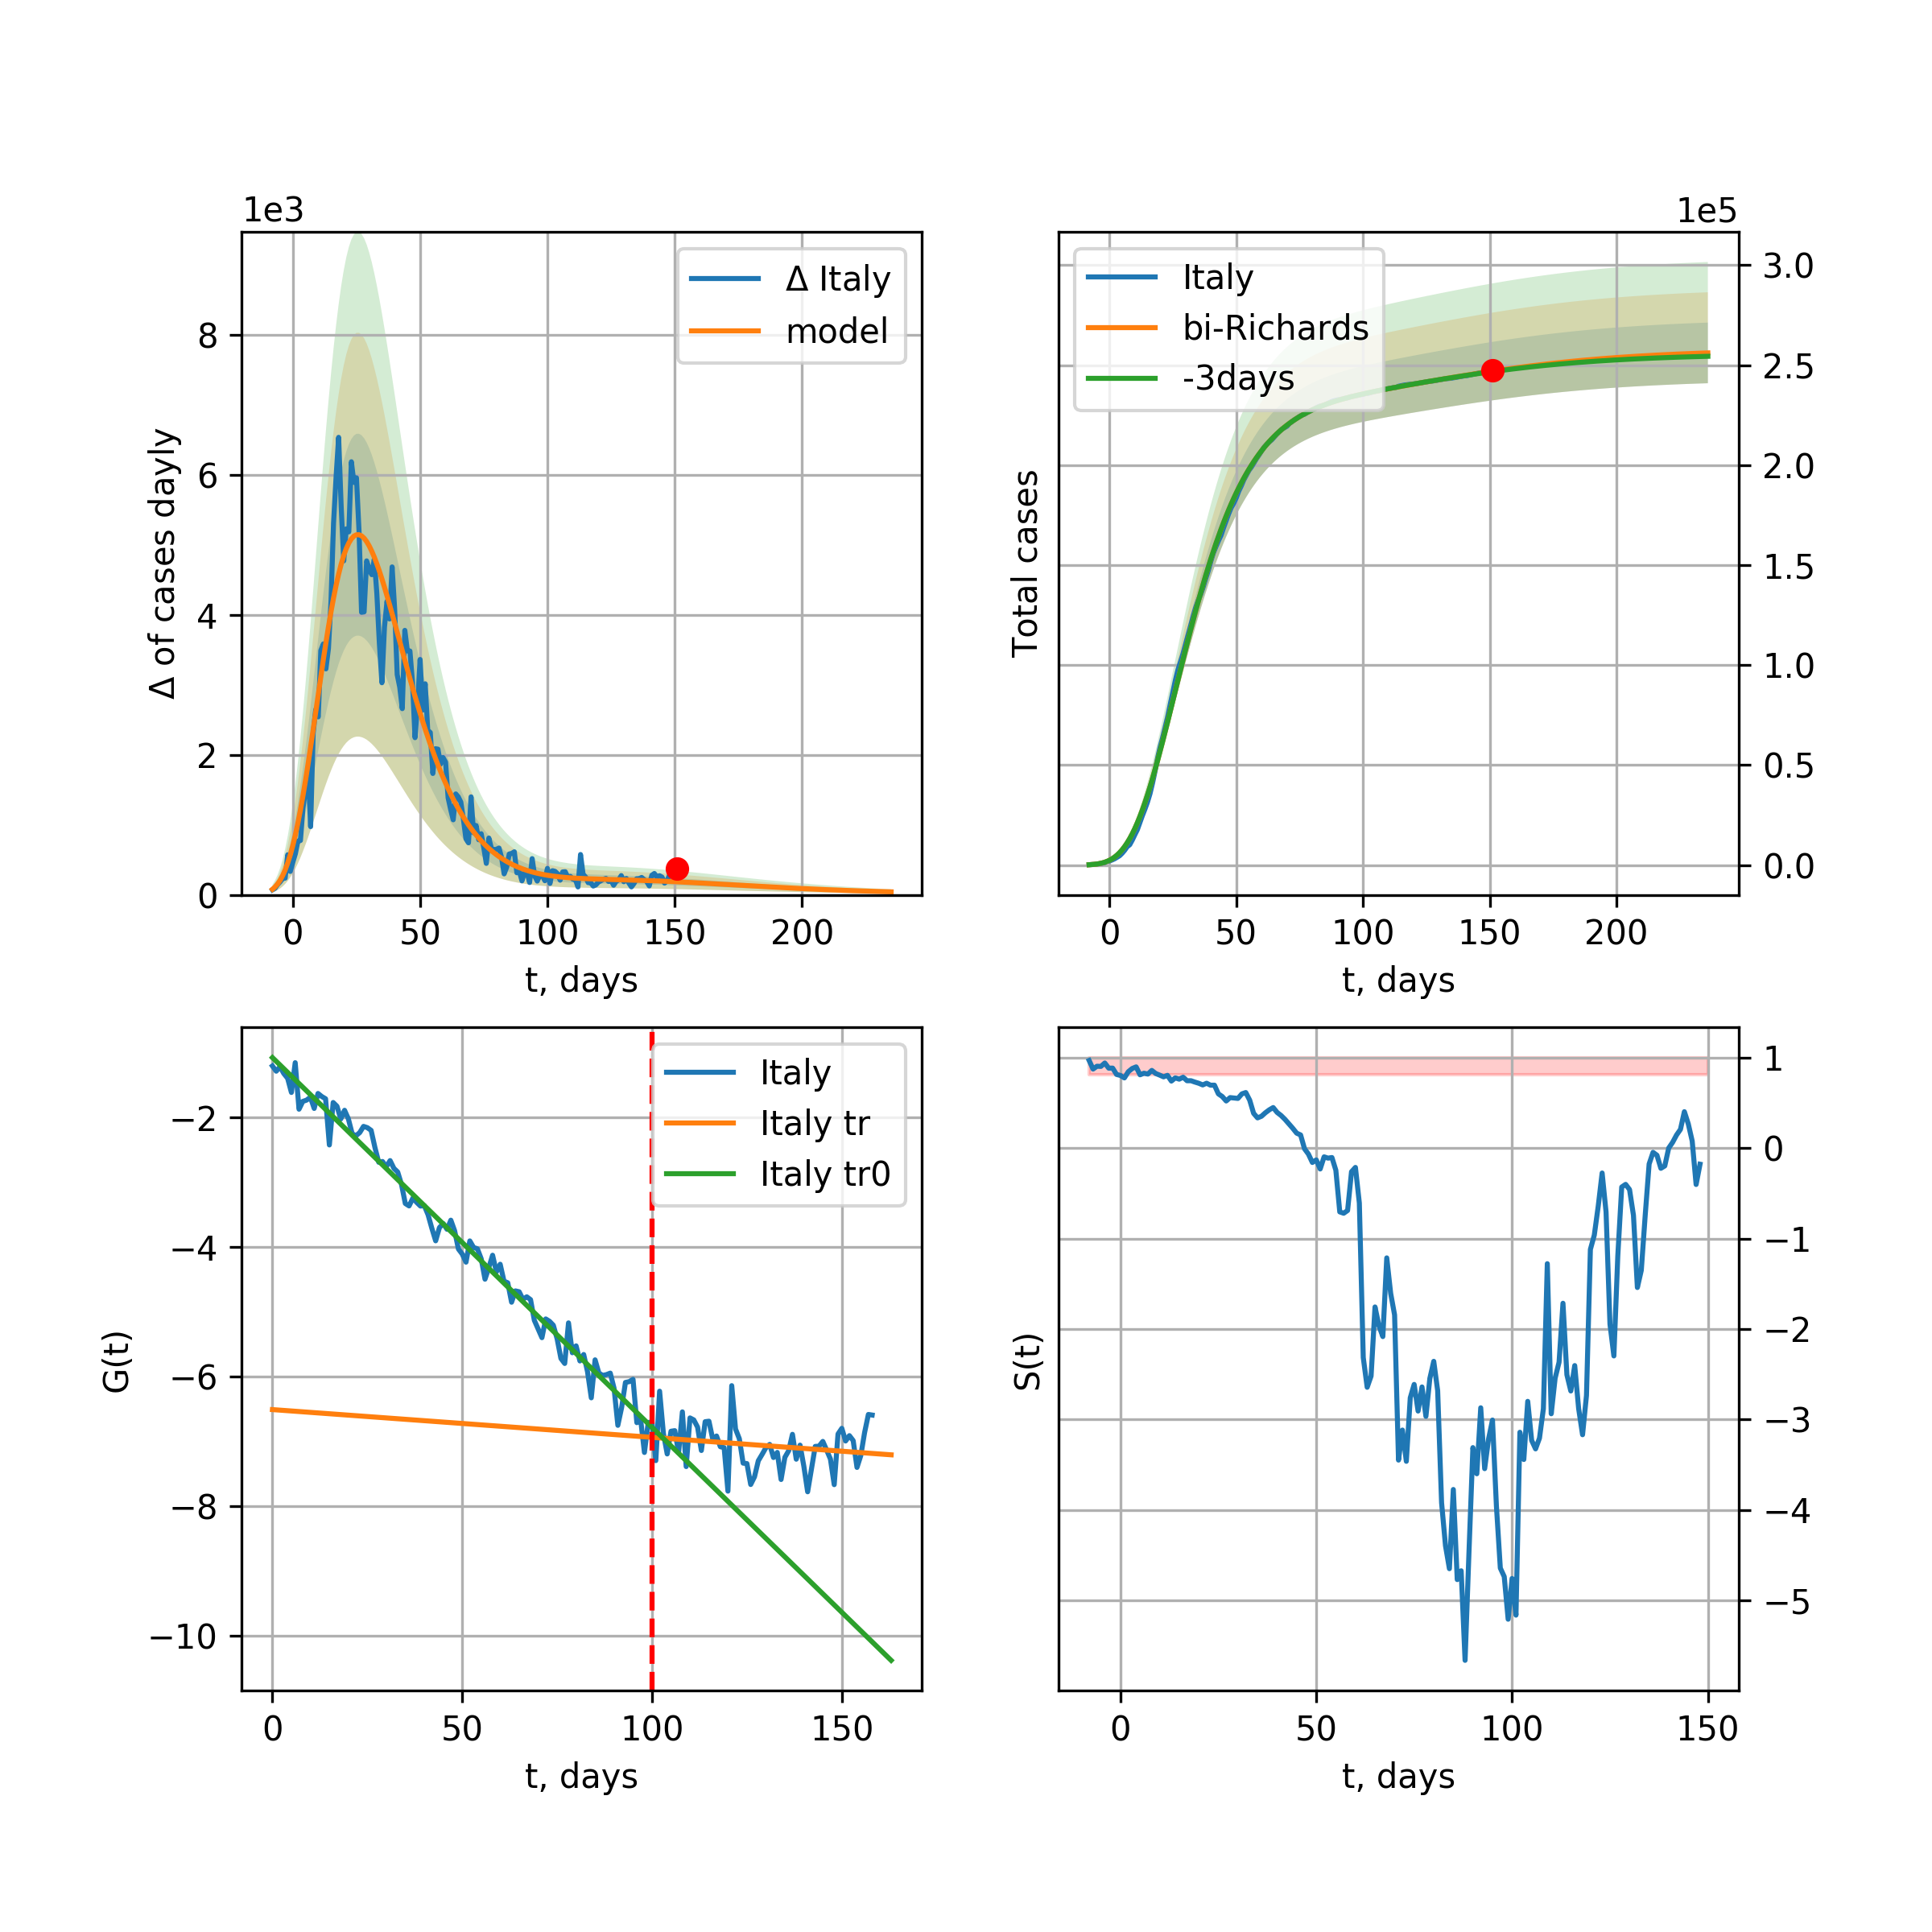 1e3
Δ of cases dayly
8
6
4
2
0
Δ Italy
model
0 50 100 150 200
t, days
1e5
Total cases
Italy
bi-Richards
-3days
3.0
2.5
2.0
1.5
1.0
0.5
0.0
0 50 100 150 200
t, days
G(t)
−2
−4
−6
−8
−10
Italy
Italy tr
Italy tr0
0 50 100 150
t, days
S(t)
1
0
−1
−2
−3
−4
−5
0 50 100 150
t, days